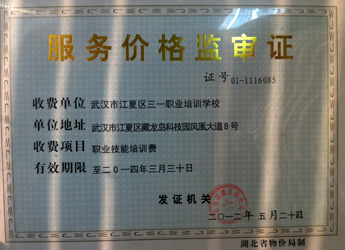 服务价格监审证
证号01-1116085
收费单位 武汉市江夏区三一职业培训学校
单位地址 武汉市江夏区藏龙岛科技园凤凰大道8号
收费项目 职业技能培训费
有效期限 至二0一四年三月三十日
发证机关
二0一二年五月二十日
湖北省物价局制